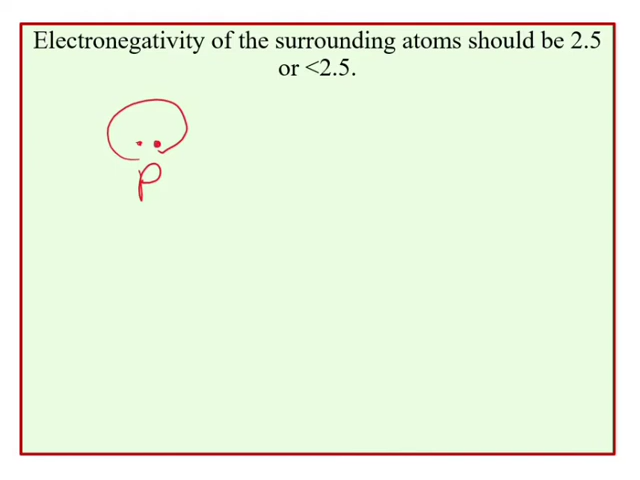 Electronegativity of the surrounding atoms should be 2.5
or <2.5.
P